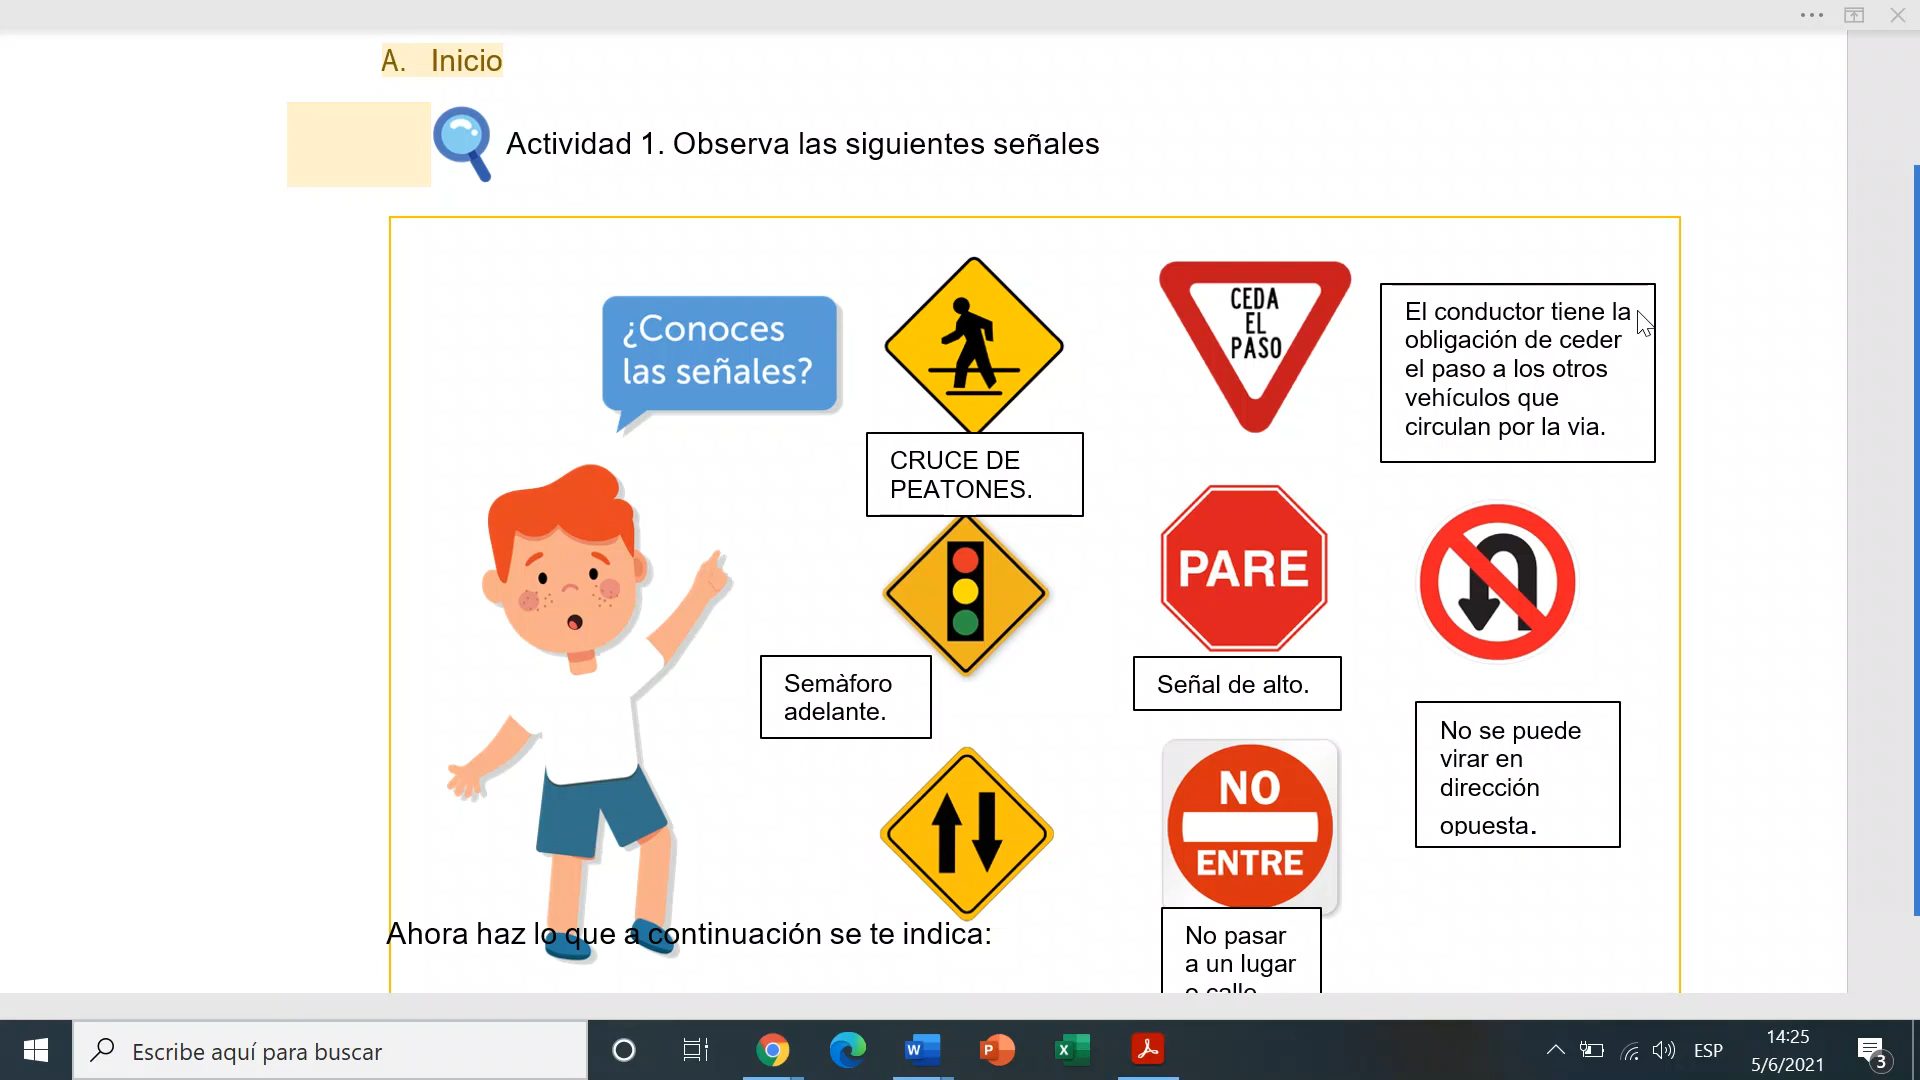 A. Inicio
Actividad 1. Observa las siguientes señales
¿Conoces
las señales?
CEDA
EL
PASO
El conductor tiene la
obligación de ceder
el paso a los otros
vehículos que
circulan por la via.
CRUCE DE
PEATONES.
PARE
Semàforo
adelante.
Señal de alto.
No se puede
virar en
dirección
opuesta.
NO
ENTRE
Ahora haz lo que a continuación se te indica:
No pasar
a un lugar
o calle
Escribe aquí para buscar
ESP
14:25
5/6/2021
3